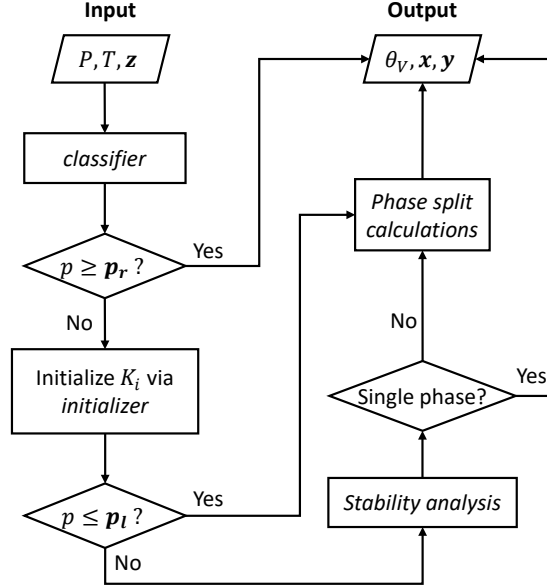 Input
P, T, z
classifier
p ≥ p_r ?
Yes
No
Initialize K_i via
initializer
p ≤ p_l ?
Yes
No
Output
θ_V, x, y
Phase split
calculations
No
Single phase?
Yes
Stability analysis